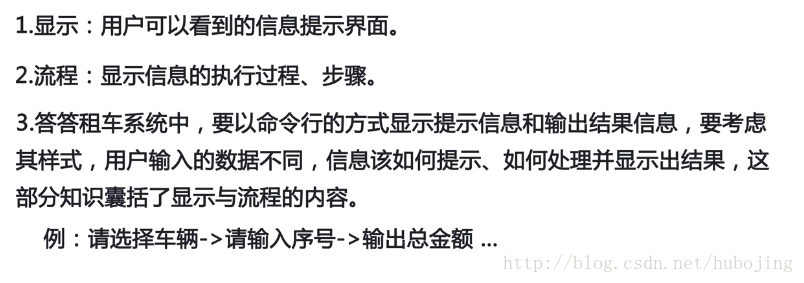 1.显示：用户可以看到的信息提示界面。
2.流程：显示信息的执行过程、步骤。
3.答答租车系统中，要以命令行的方式显示提示信息和输出结果信息，要考虑
其样式，用户输入的数据不同，信息该如何提示、如何处理并显示出结果，这
部分知识囊括了显示与流程的内容。
例：请选择车辆->请输入序号->输出总金额 ...
http://blog.csdn.net/hubojing